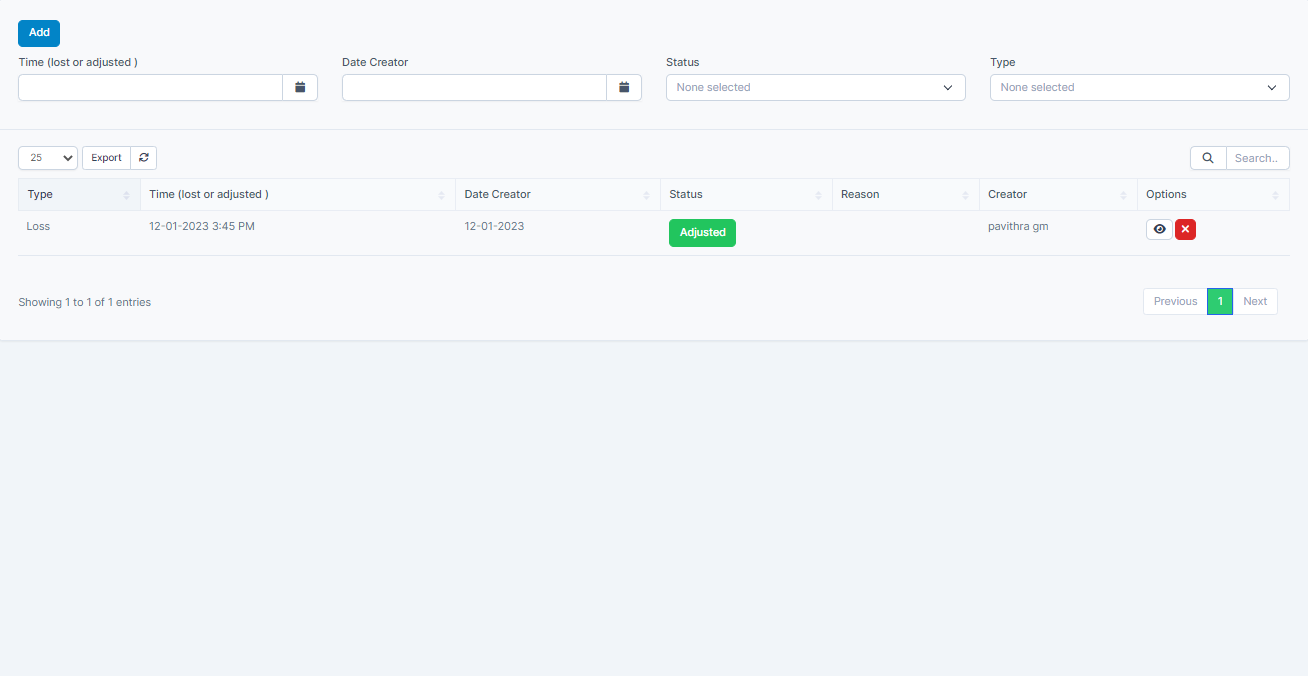 Add
Time (lost or adjusted ) Date Creator Status Type
None selected None selected
25 Export Search..
Type Time (lost or adjusted ) Date Creator Status Reason Creator Options
Loss 12-01-2023 3:45 PM 12-01-2023 Adjusted pavithra gm
Showing 1 to 1 of 1 entries Previous 1 Next